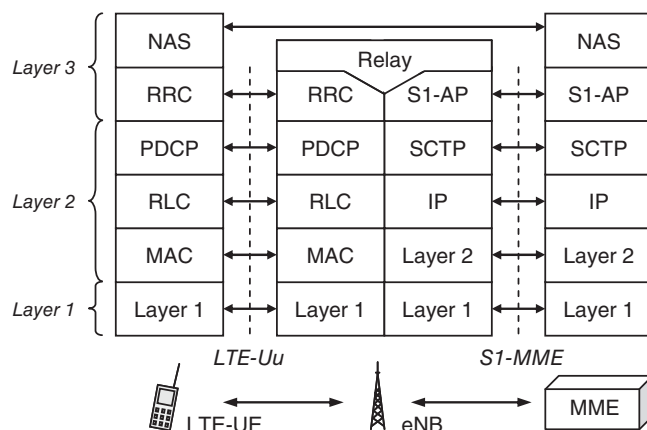 NAS
NAS
Layer 3
Relay
RRC
RRC
S1-AP
S1-AP
PDCP
PDCP
SCTP
SCTP
Layer 2
RLC
RLC
IP
IP
MAC
MAC
Layer 2
Layer 2
Layer 1
Layer 1
Layer 1
Layer 1
Layer 1
LTE-Uu
S1-MME
LTE-UE
eNB
MME